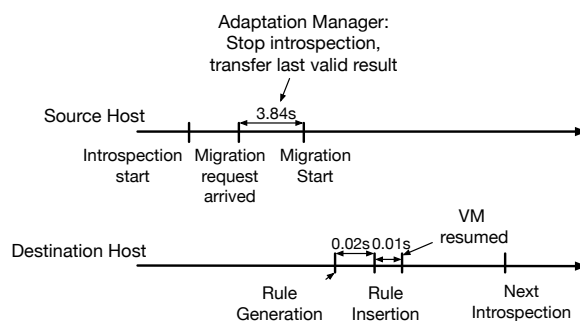 Adaptation Manager:
Stop introspection,
transfer last valid result
3.84s
Source Host
Introspection
start
Migration
request
arrived
Migration
Start
VM
resumed
0.02s
0.01s
Destination Host
Rule
Generation
Rule
Insertion
Next
Introspection